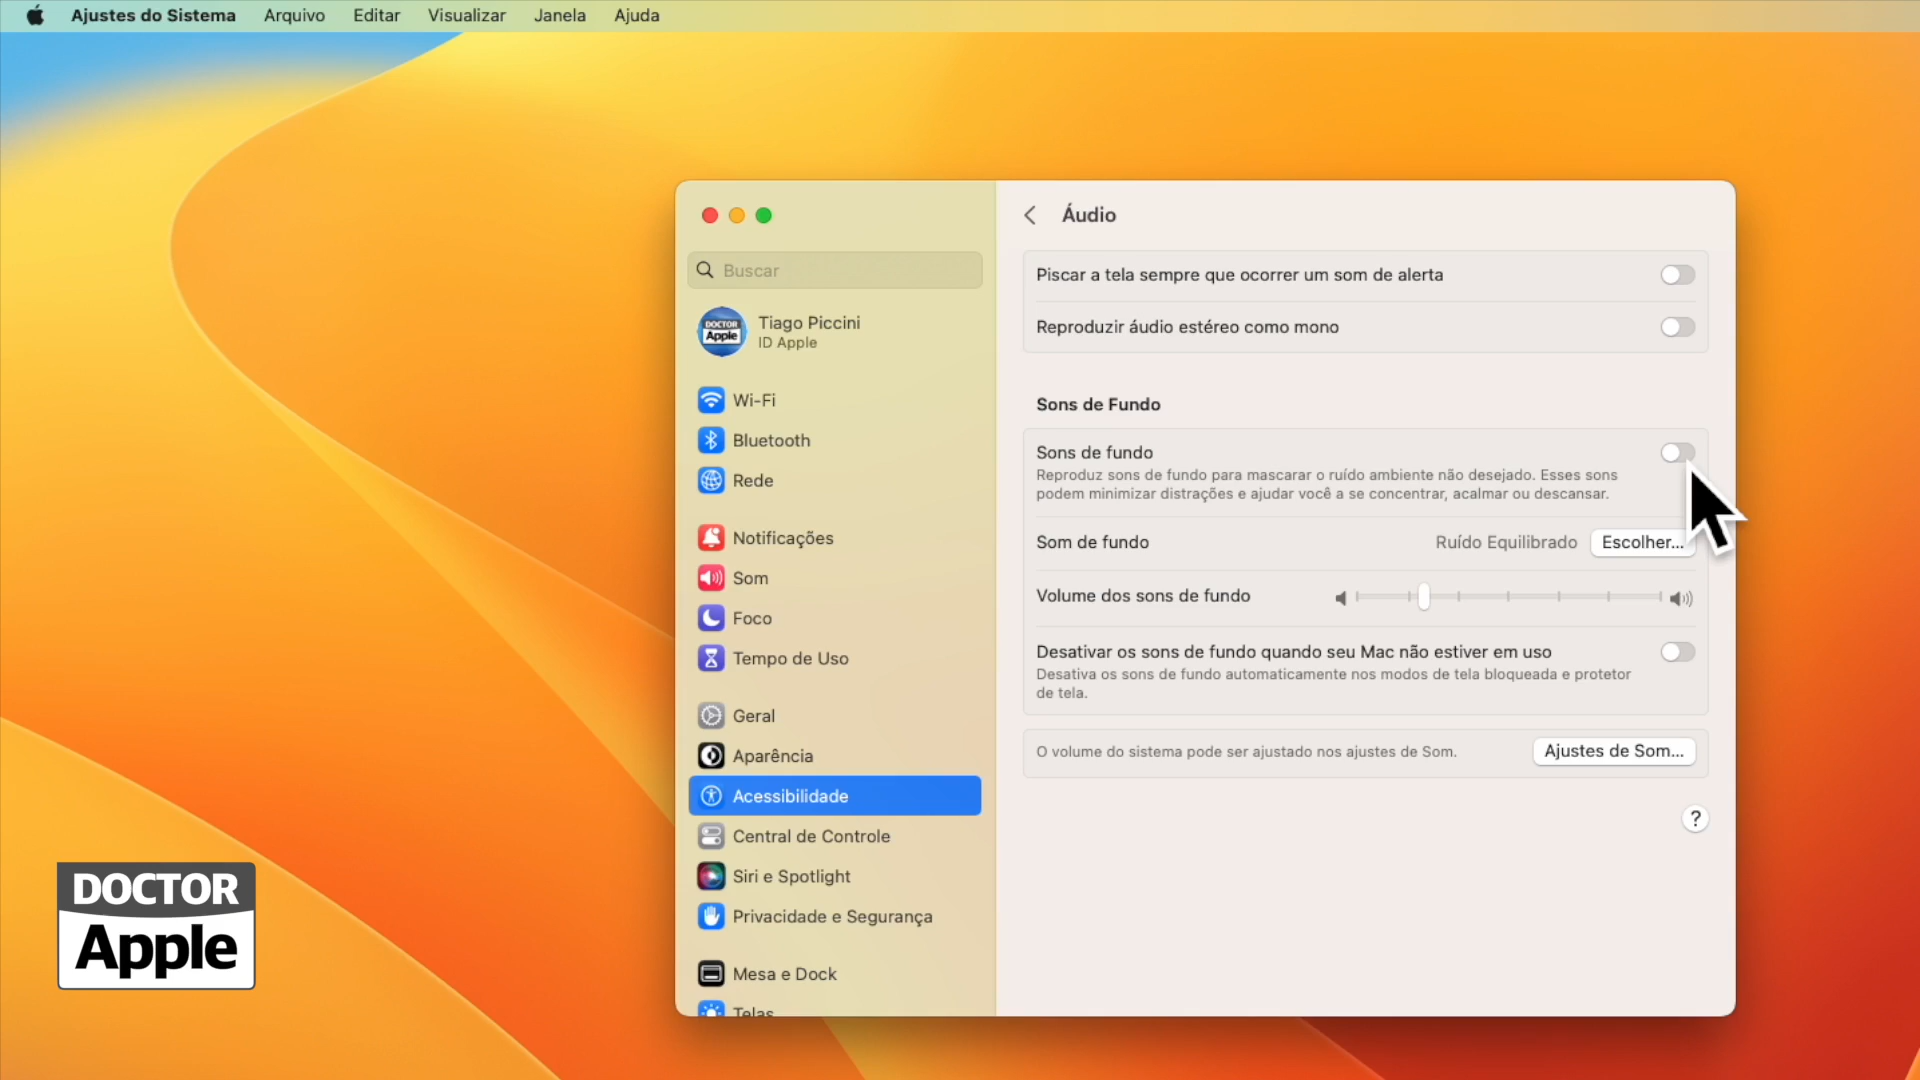 Ajustes do Sistema Arquivo Editar Visualizar Janela Ajuda
Buscar
DOCTOR
Apple
Tiago Piccini
ID Apple
Wi-Fi
Bluetooth
Rede
Notificações
Som
Foco
Tempo de Uso
Geral
Aparência
Acessibilidade
Central de Controle
Siri e Spotlight
Privacidade e Segurança
Mesa e Dock
Telas
Áudio
Piscar a tela sempre que ocorrer um som de alerta
Reproduzir áudio estéreo como mono
Sons de Fundo
Sons de fundo
Reproduz sons de fundo para mascarar o ruído ambiente não desejado. Esses sons
podem minimizar distrações e ajudar você a se concentrar, acalmar ou descansar.
Som de fundo Ruído Equilibrado Escolher...
Volume dos sons de fundo
Desativar os sons de fundo quando seu Mac não estiver em uso
Desativa os sons de fundo automaticamente nos modos de tela bloqueada e protetor
de tela.
O volume do sistema pode ser ajustado nos ajustes de Som. Ajustes de Som...
?
DOCTOR
Apple